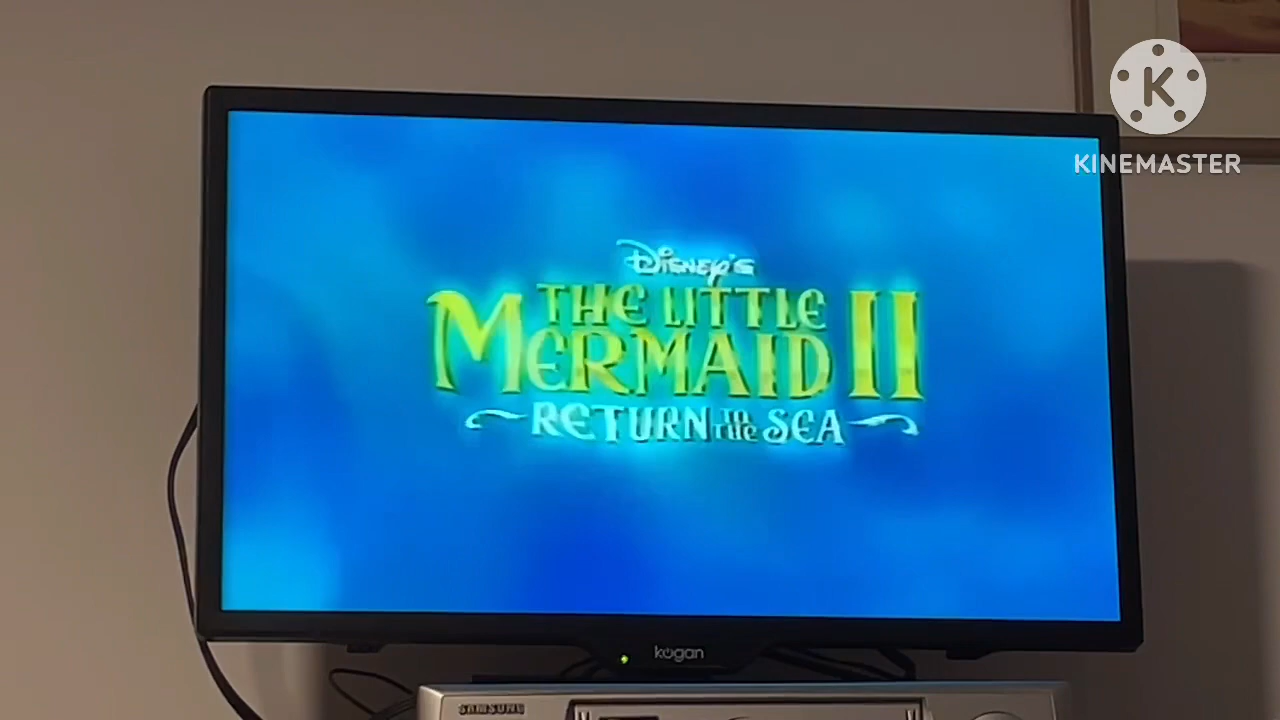 K
KINEMASTER
DISNEY'S
THE LITTLE
MERMAID II
RETURN TO THE SEA
kogan
SAMSUNG